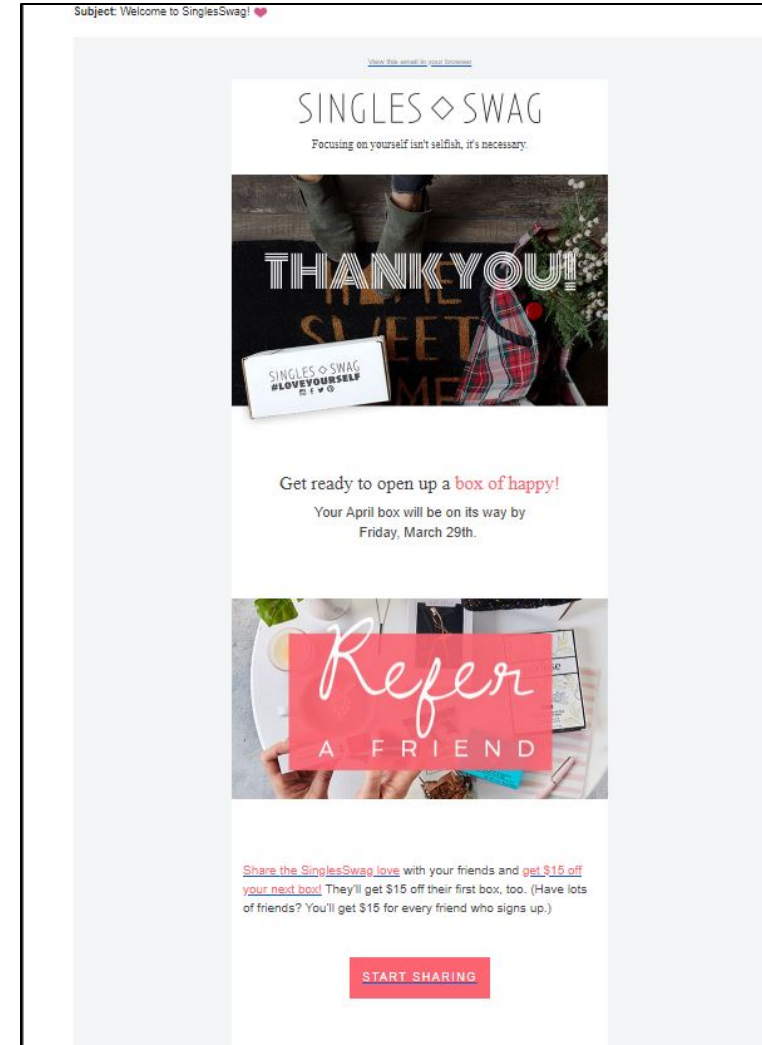 Subject: Welcome to SinglesSwag!
View this email in your browser
SINGLES SWAG
Focusing on yourself isn't selfish, it's necessary.
THANK YOU!
HOME
SWEET
HOME
SINGLES SWAG
#LOVEYOURSELF
Get ready to open up a box of happy!
Your April box will be on its way by
Friday, March 29th.
Refer
A FRIEND
Share the SinglesSwag love with your friends and get $15 off
your next box! They'll get $15 off their first box, too. (Have lots
of friends? You'll get $15 for every friend who signs up.)
START SHARING